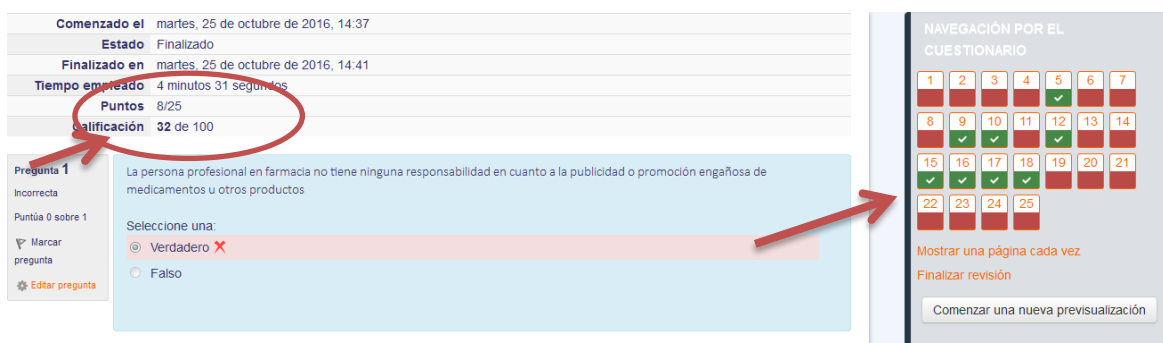 Comenzado el martes, 25 de octubre de 2016, 14:37
Estado Finalizado
Finalizado en martes, 25 de octubre de 2016, 14:41
Tiempo empleado 4 minutos 31 segundos
Puntos 8/25
Calificación 32 de 100
Pregunta 1
Incorrecta
Puntúa 0 sobre 1
Marcar
pregunta
Editar pregunta
La persona profesional en farmacia no tiene ninguna responsabilidad en cuanto a la publicidad o promoción engañosa de
medicamentos u otros productos
Seleccione una:
Verdadero
Falso
NAVEGACIÓN POR EL
CUESTIONARIO
1 2 3 4 5 6 7
8 9 10 11 12 13 14
15 16 17 18 19 20 21
22 23 24 25
Mostrar una página cada vez
Finalizar revisión
Comenzar una nueva previsualización